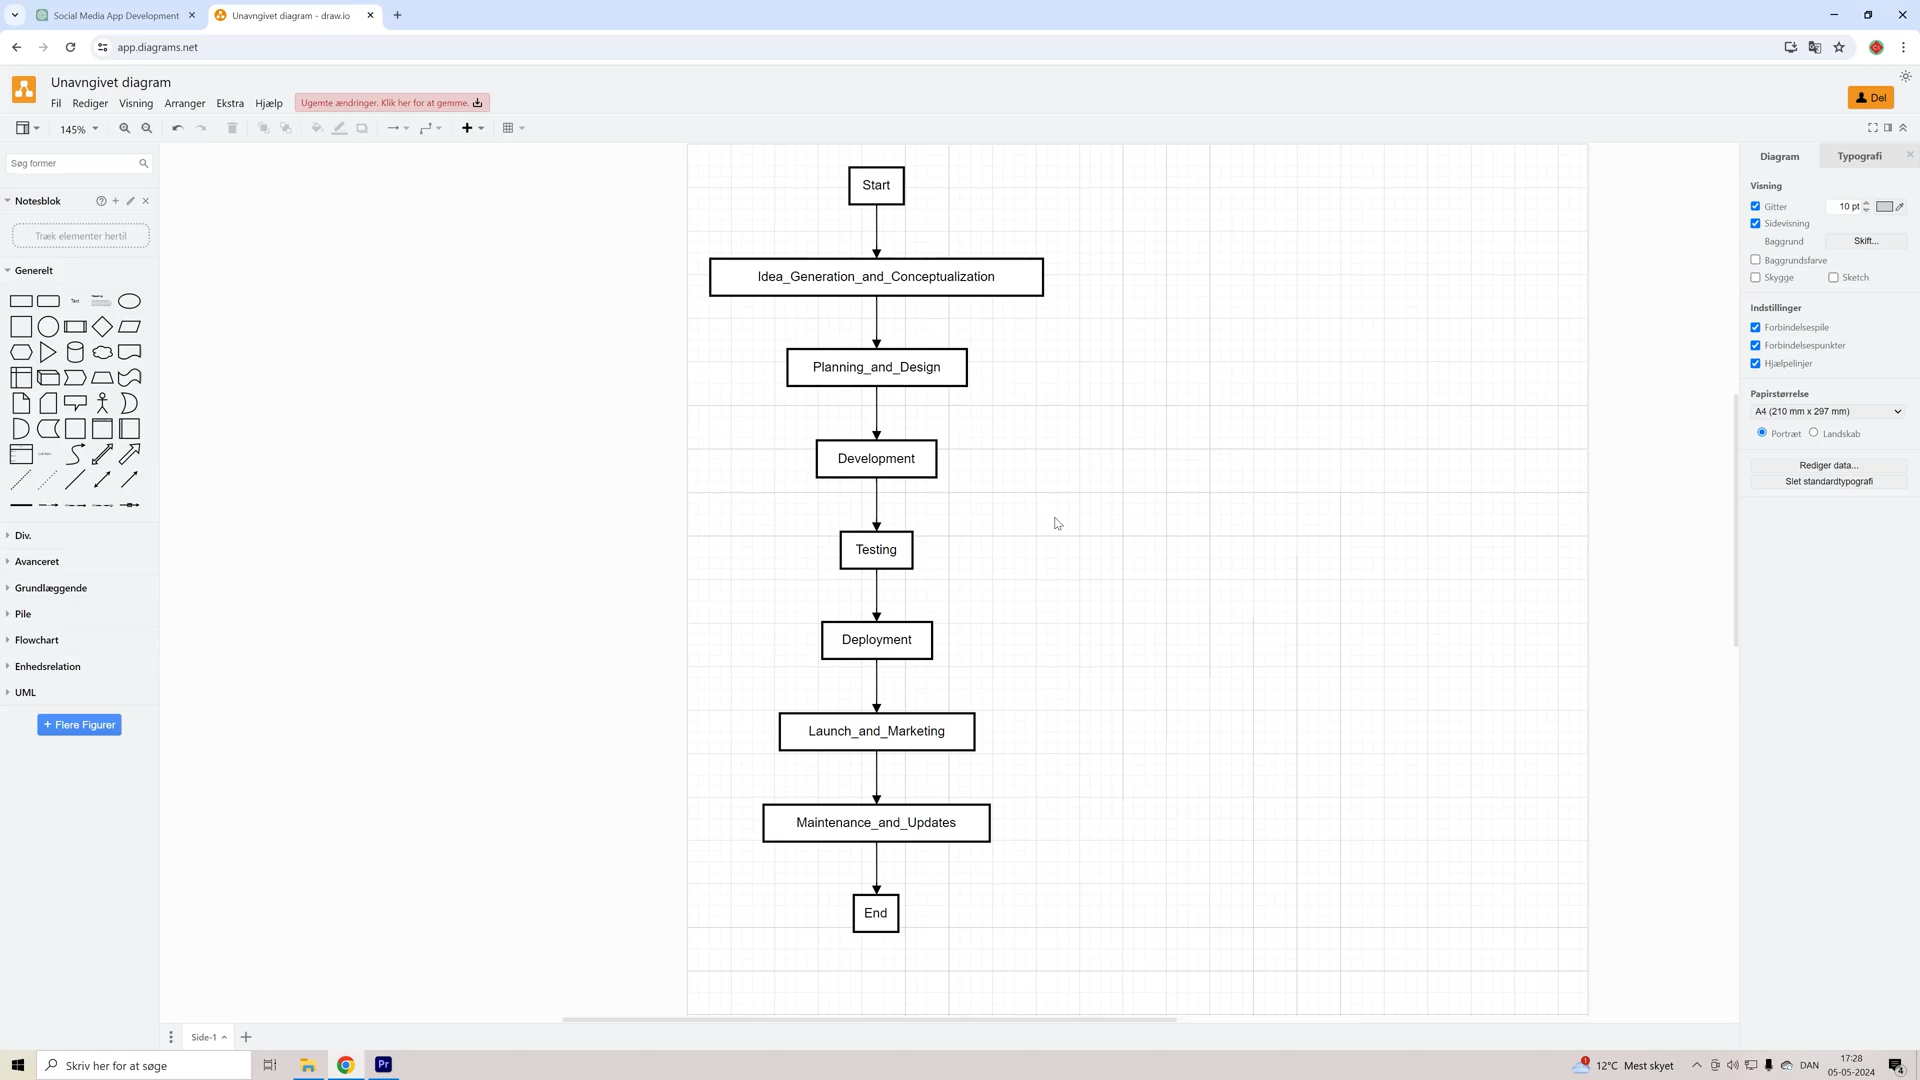 Social Media App Development
Unavngivet diagram - draw.io
app.diagrams.net
Unavngivet diagram
Fil Rediger Visning Arranger Ekstra Hjælp
Ugemte ændringer. Klik her for at gemme.
Del
145%
Søg former
Notesblok
Træk elementer hertil
Generelt
Text
Div.
Avanceret
Grundlæggende
Pile
Flowchart
Enhedsrelation
UML
+ Flere Figurer
Start
Idea_Generation_and_Conceptualization
Planning_and_Design
Development
Testing
Deployment
Launch_and_Marketing
Maintenance_and_Updates
End
Diagram Typografi
Visning
Gitter 10 pt
Sidevisning
Baggrund Skift...
Baggrundsfarve
Skygge Sketch
Indstillinger
Forbindelsespile
Forbindelsespunkter
Hjælpelinjer
Papirstørrelse
A4 (210 mm x 297 mm)
Portræt Landskab
Rediger data...
Slet standardtypografi
Side-1
Skriv her for at søge
Pr
1
12°C Mest skyet
DAN
17:28
05-05-2024
4